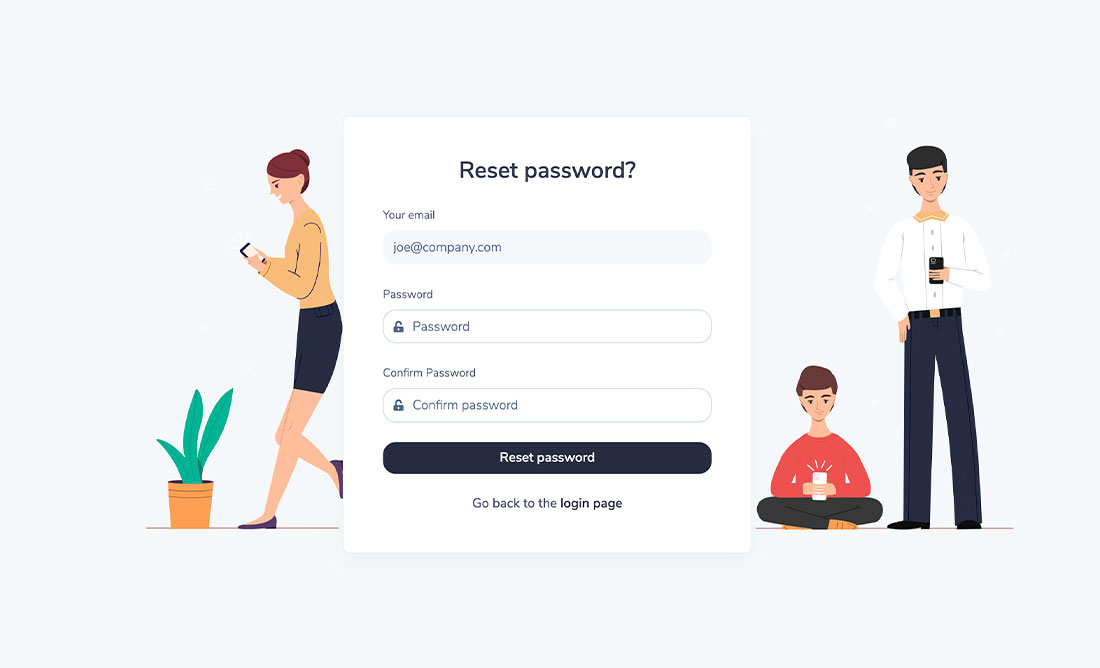 Reset password?
Your email
joe@company.com
Password
Password
Confirm Password
Confirm password
Reset password
Go back to the login page